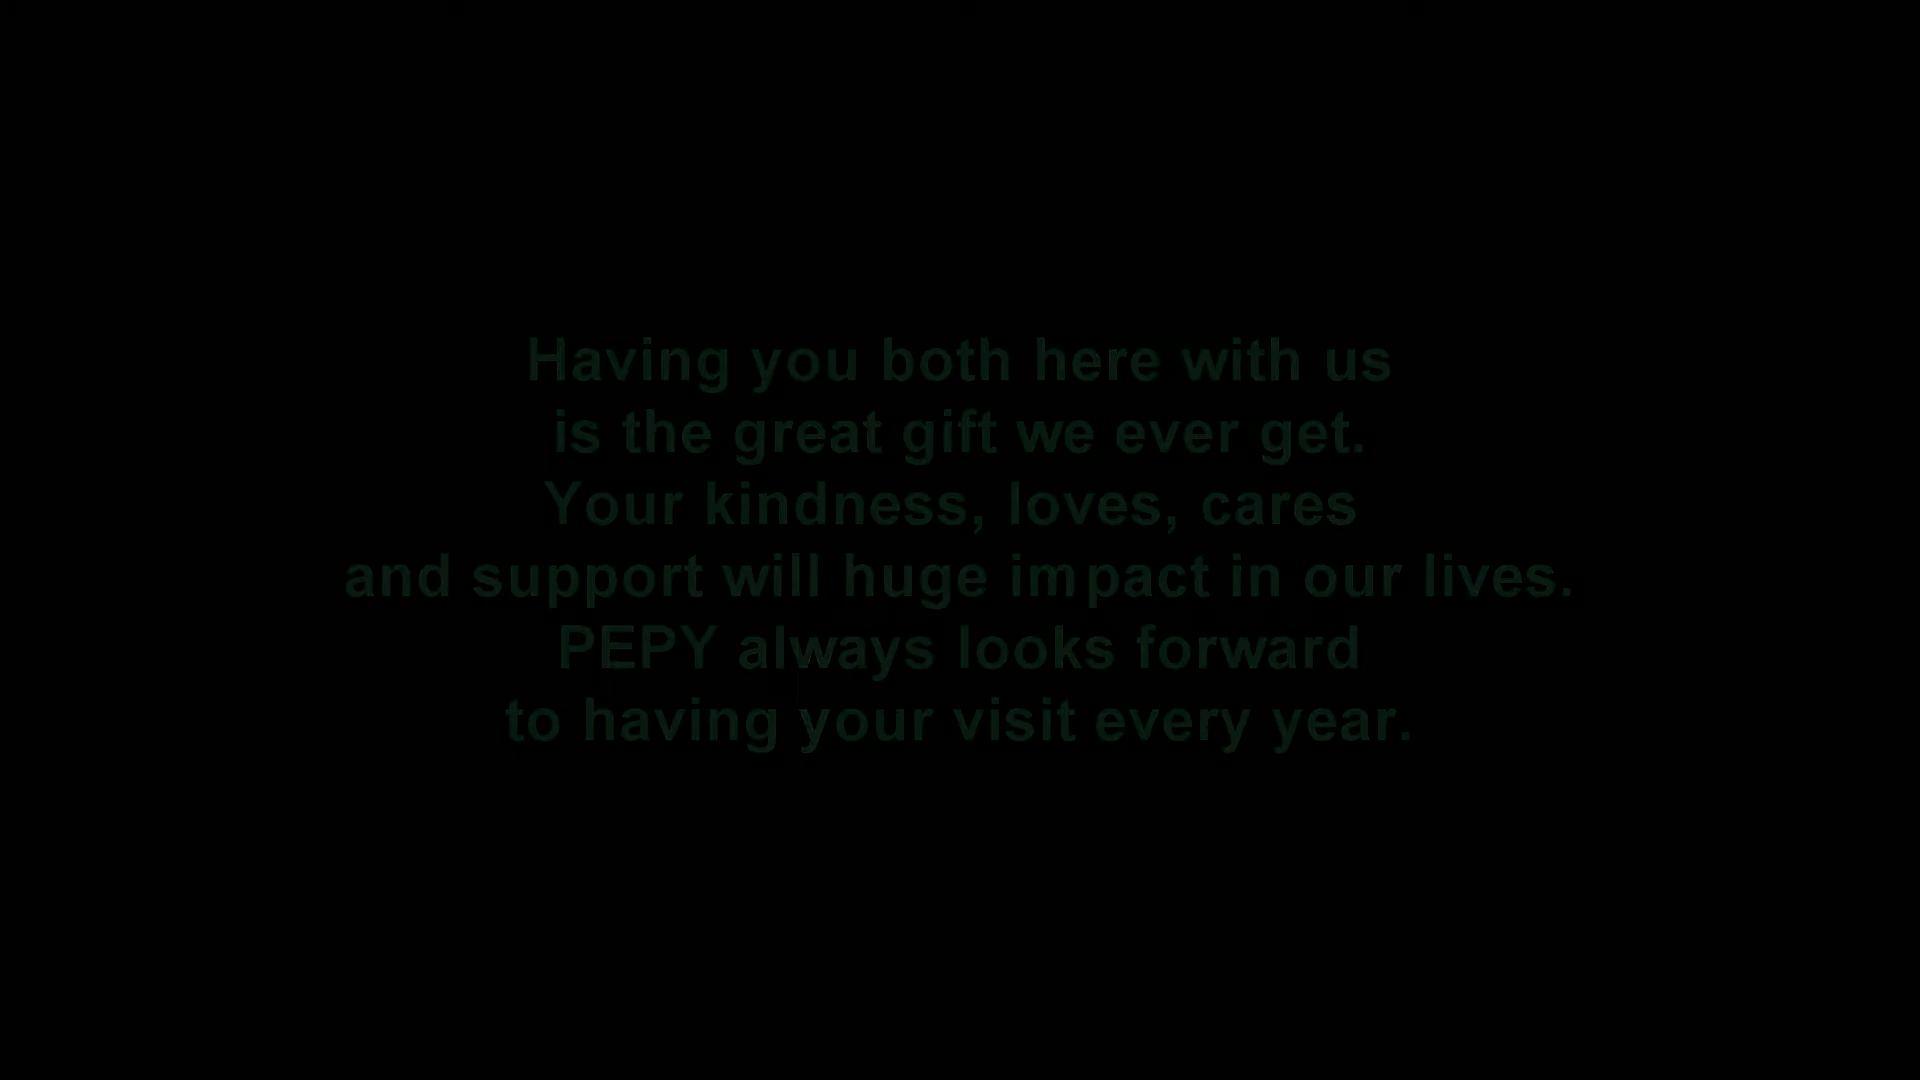 Having you both here with us
is the great gift we ever get.
Your kindness, loves, cares
and support will huge impact in our lives.
PEPY always looks forward
to having your visit every year.